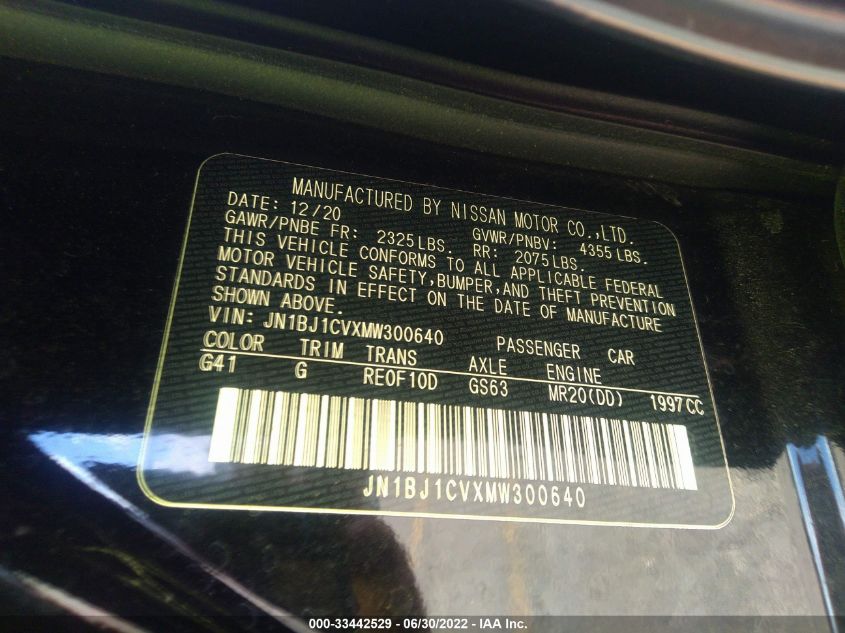 MANUFACTURED BY NISSAN MOTOR CO.,LTD.
DATE: 12/20 GVWR/PNBV: 4355 LBS.
GAWR/PNBE FR: 2325 LBS. RR: 2075 LBS.
THIS VEHICLE CONFORMS TO ALL APPLICABLE FEDERAL
MOTOR VEHICLE SAFETY, BUMPER, AND THEFT PREVENTION
STANDARDS IN EFFECT ON THE DATE OF MANUFACTURE
SHOWN ABOVE.
VIN: JN1BJ1CVXMW300640 PASSENGER CAR
COLOR TRIM TRANS AXLE ENGINE
G41 G RE0F10D GS63 MR20(DD) 1997CC
JN1BJ1CVXMW300640
000-33442529 - 06/30/2022 - IAA Inc.